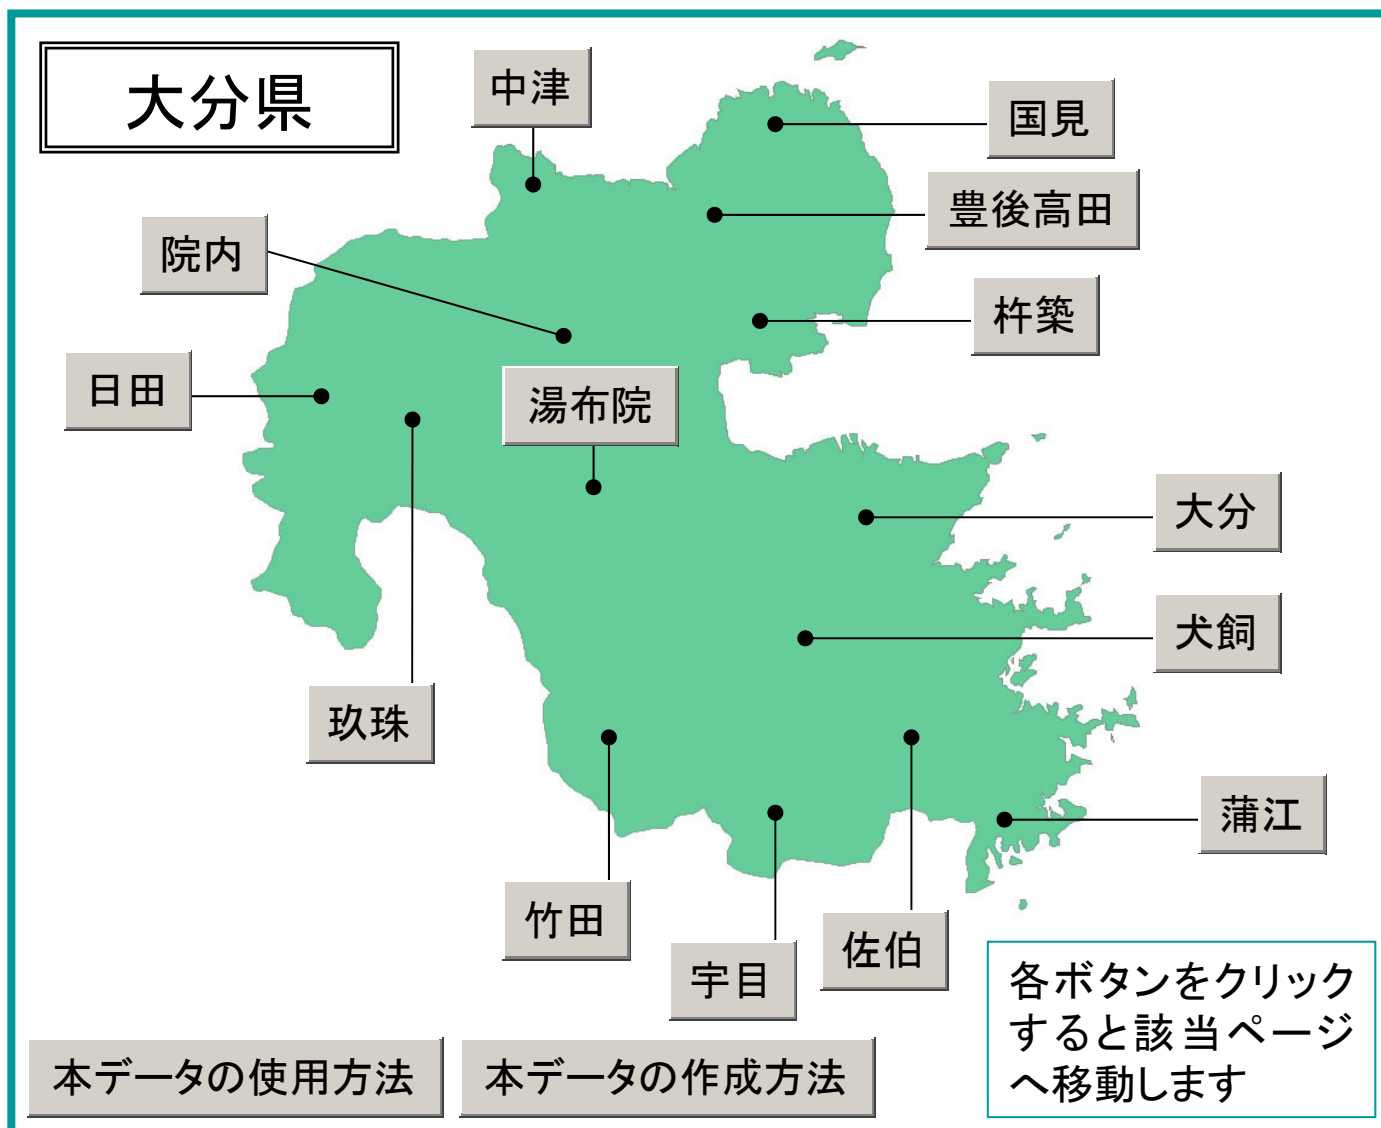 大分県
中津
国見
豊後高田
院内
杵築
日田
湯布院
大分
犬飼
玖珠
蒲江
竹田
佐伯
宇目
各ボタンをクリック
すると該当ページ
へ移動します
本データの使用方法
本データの作成方法